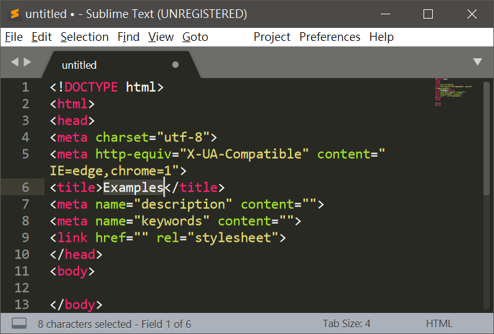 untitled • - Sublime Text (UNREGISTERED)
File Edit Selection Find View Goto Project Preferences Help
untitled
1 <!DOCTYPE html>
2 <html>
3 <head>
4 <meta charset="utf-8">
5 <meta http-equiv="X-UA-Compatible" content="
IE=edge,chrome=1">
6 <title>Examples</title>
7 <meta name="description" content="">
8 <meta name="keywords" content="">
9 <link href="" rel="stylesheet">
10 </head>
11 <body>
12
13 </body>
8 characters selected - Field 1 of 6 Tab Size: 4 HTML